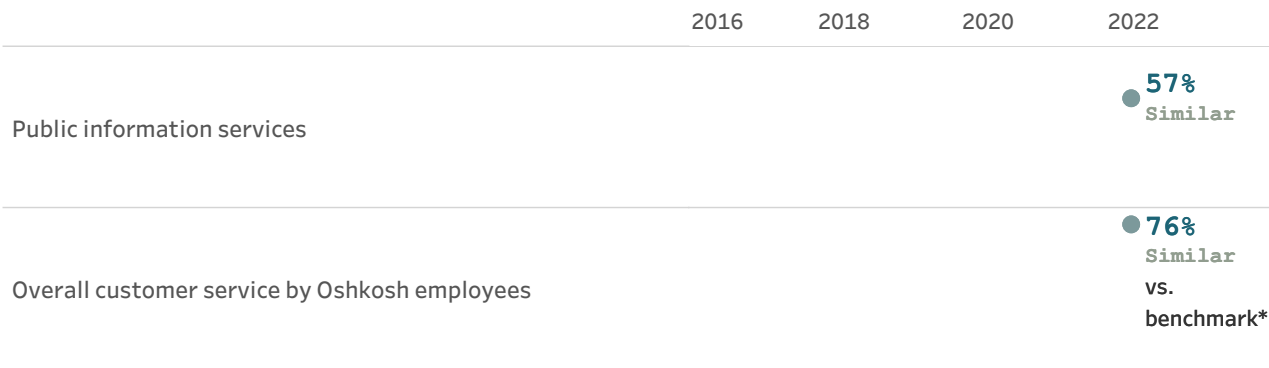 2016 2018 2020 2022
57%
Similar
Public information services
76%
Similar
vs.
Overall customer service by Oshkosh employees
benchmark*